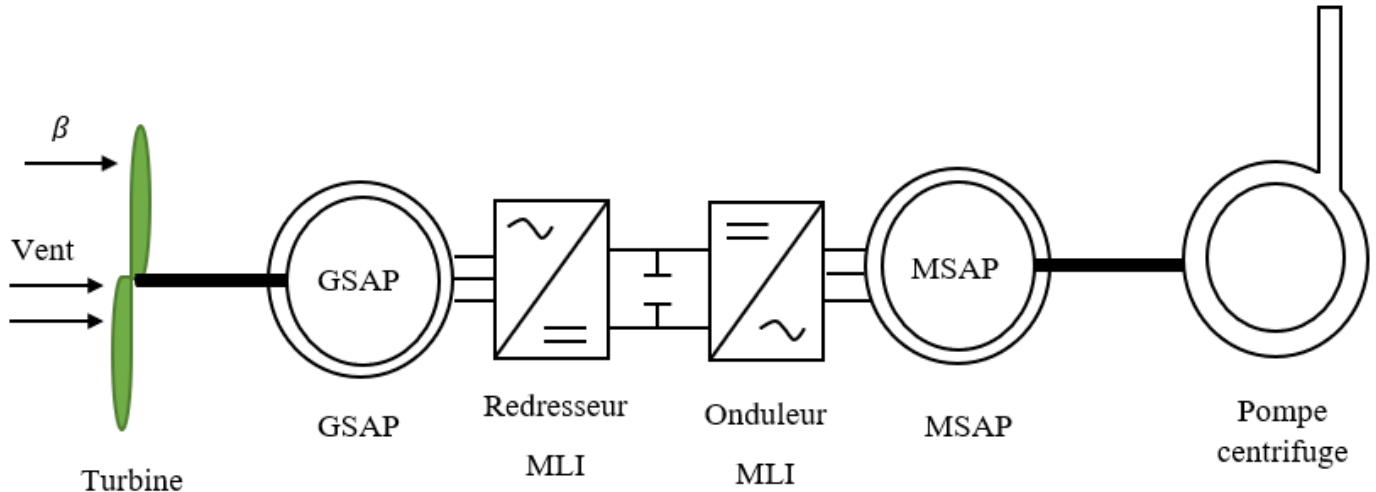 β
Vent
GSAP
MSAP
GSAP
Redresseur
MLI
Onduleur
MLI
MSAP
Pompe
centrifuge
Turbine